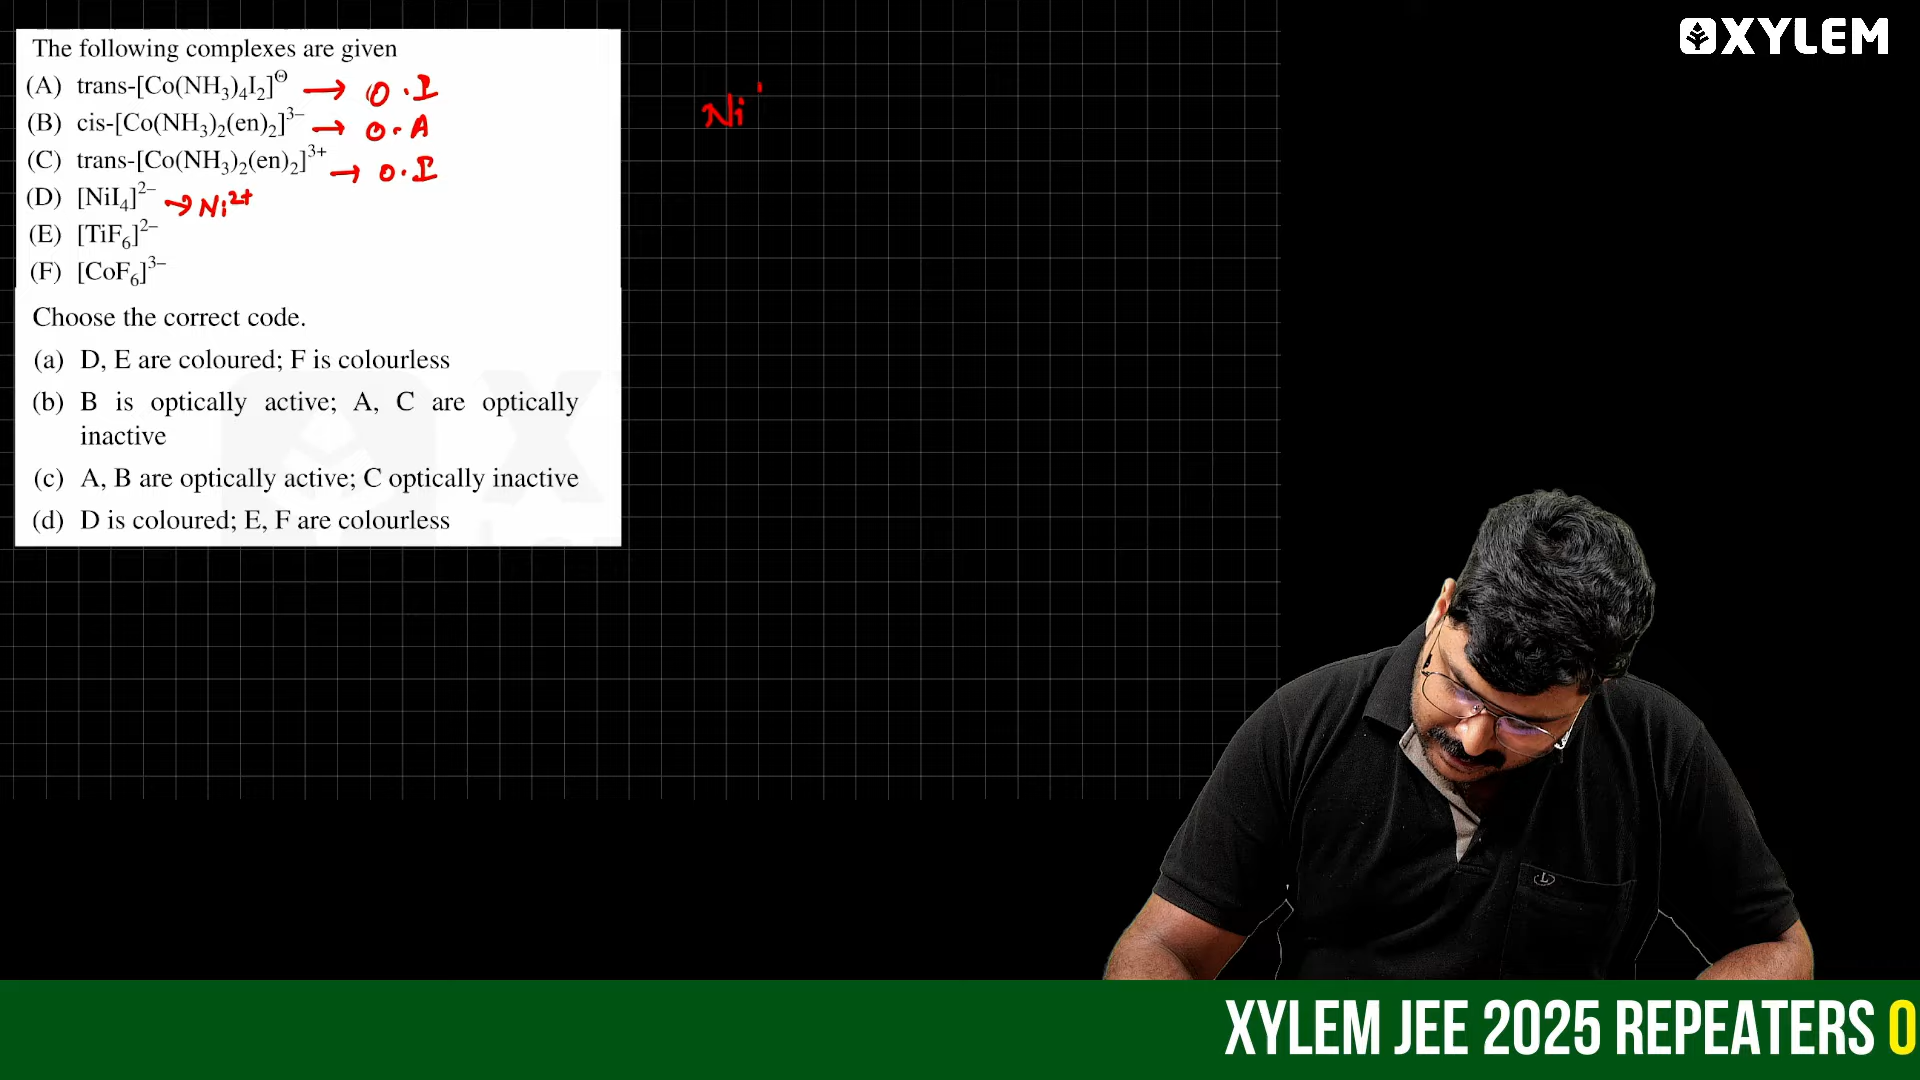 XYLEM
The following complexes are given
(A) trans-[Co(NH₃)₄I₂]^Θ → O.I
(B) cis-[Co(NH₃)₂(en)₂]³⁻ → O.A
(C) trans-[Co(NH₃)₂(en)₂]³⁺ → O.I
(D) [NiI₄]²⁻ → Ni²⁺
(E) [TiF₆]²⁻
(F) [CoF₆]³⁻
Ni
Choose the correct code.
(a) D, E are coloured; F is colourless
(b) B is optically active; A, C are optically
inactive
(c) A, B are optically active; C optically inactive
(d) D is coloured; E, F are colourless
XYLEM JEE 2025 REPEATERS O